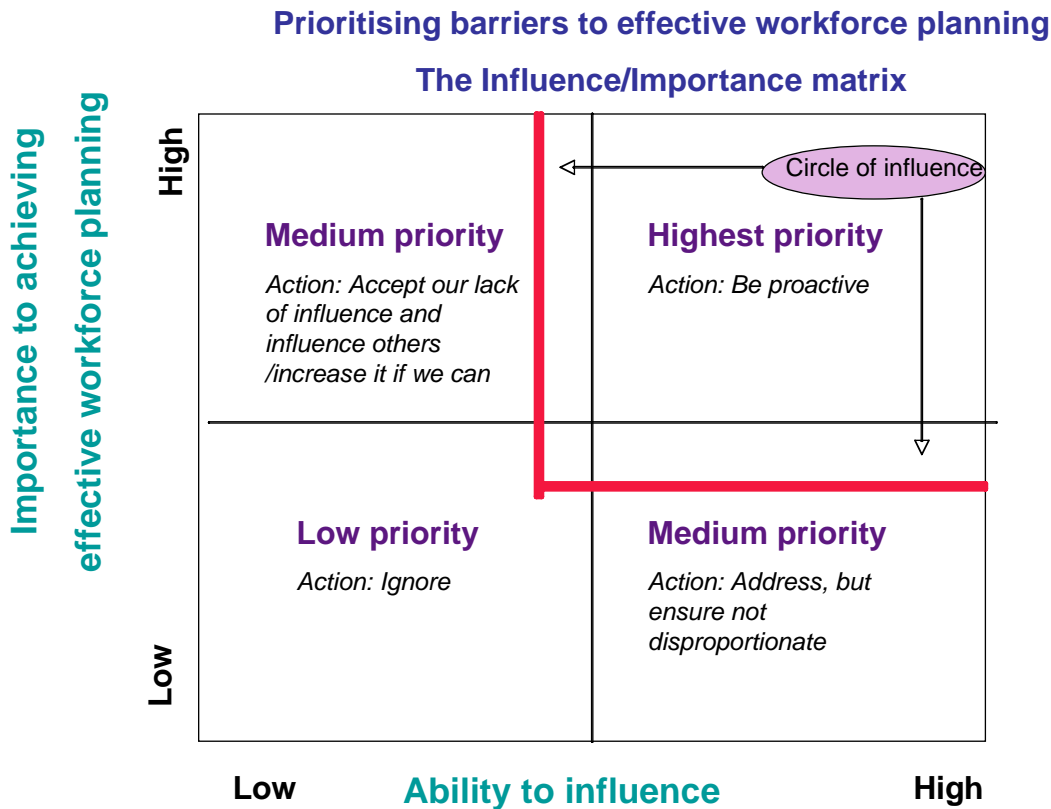 Prioritising barriers to effective workforce planning
The Influence/Importance matrix
Importance to achieving
effective workforce planning
High
Circle of influence
Medium priority
Action: Accept our lack
of influence and
influence others
/increase it if we can
Highest priority
Action: Be proactive
Low priority
Action: Ignore
Medium priority
Action: Address, but
ensure not
disproportionate
Low
Low
Ability to influence
High